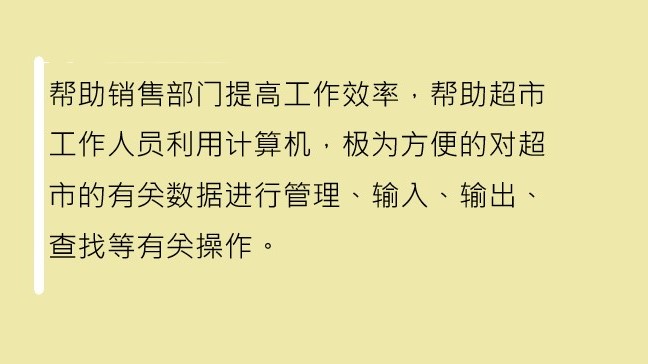 帮助销售部门提高工作效率，帮助超市
工作人员利用计算机，极为方便的对超
市的有关数据进行管理、输入、输出、
查找等有关操作。